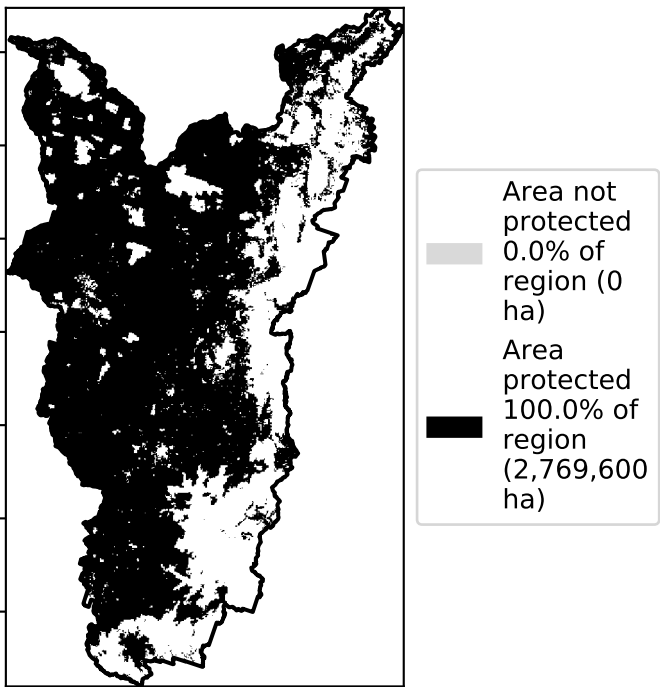 Area not
protected
0.0% of
region (0
ha)
Area
protected
100.0% of
region
(2,769,600
ha)